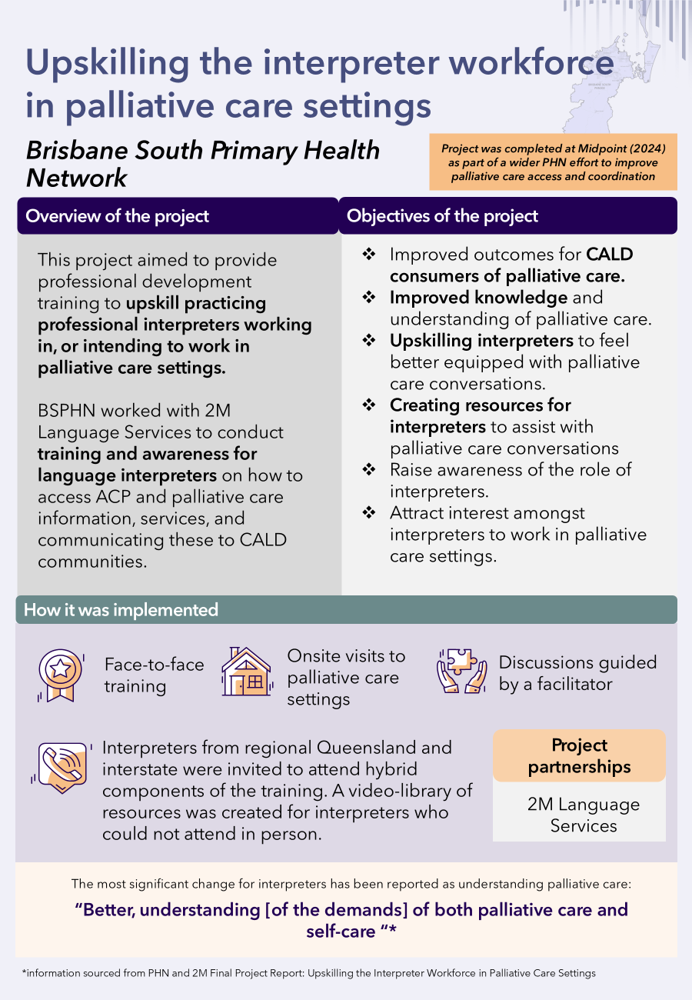 Upskilling the interpreter workforce
in palliative care settings
Brisbane South Primary Health
Network
Project was completed at Midpoint (2024)
as part of a wider PHN effort to improve
palliative care access and coordination
Overview of the project
This project aimed to provide
professional development
training to upskill practicing
professional interpreters working
in, or intending to work in
palliative care settings.
BSPHN worked with 2M
Language Services to conduct
training and awareness for
language interpreters on how to
access ACP and palliative care
information, services, and
communicating these to CALD
communities.
Objectives of the project
❖ Improved outcomes for CALD
consumers of palliative care.
❖ Improved knowledge and
understanding of palliative care.
❖ Upskilling interpreters to feel
better equipped with palliative
care conversations.
❖ Creating resources for
interpreters to assist with
palliative care conversations
❖ Raise awareness of the role of
interpreters.
❖ Attract interest amongst
interpreters to work in palliative
care settings.
How it was implemented
Face-to-face
training
Onsite visits to
palliative care
settings
Discussions guided
by a facilitator
Interpreters from regional Queensland and
interstate were invited to attend hybrid
components of the training. A video-library of
resources was created for interpreters who
could not attend in person.
Project
partnerships
2M Language
Services
The most significant change for interpreters has been reported as understanding palliative care:
“Better, understanding [of the demands] of both palliative care and
self-care “*
*information sourced from PHN and 2M Final Project Report: Upskilling the Interpreter Workforce in Palliative Care Settings